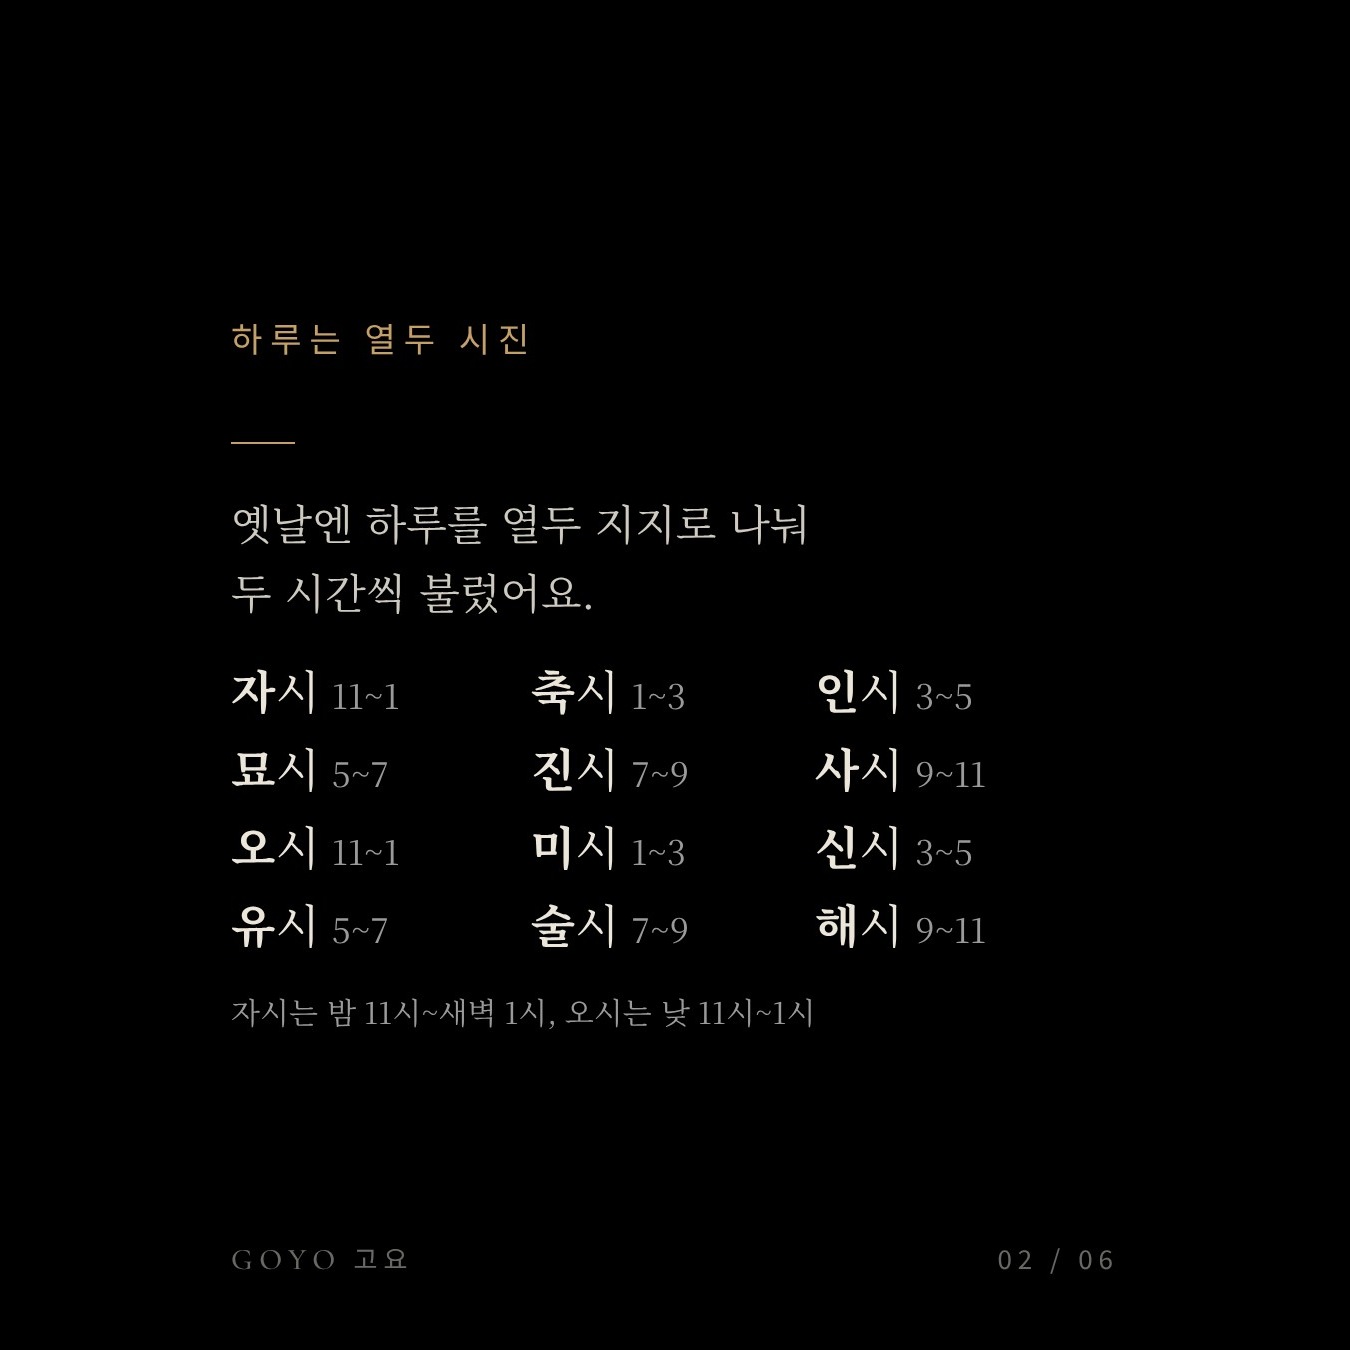 하루는 열두 시진
옛날엔 하루를 열두 지지로 나눠
두 시간씩 불렀어요.
자시 11~1 축시 1~3 인시 3~5
묘시 5~7 진시 7~9 사시 9~11
오시 11~1 미시 1~3 신시 3~5
유시 5~7 술시 7~9 해시 9~11
자시는 밤 11시~새벽 1시, 오시는 낮 11시~1시
GOYO 고요 02 / 06